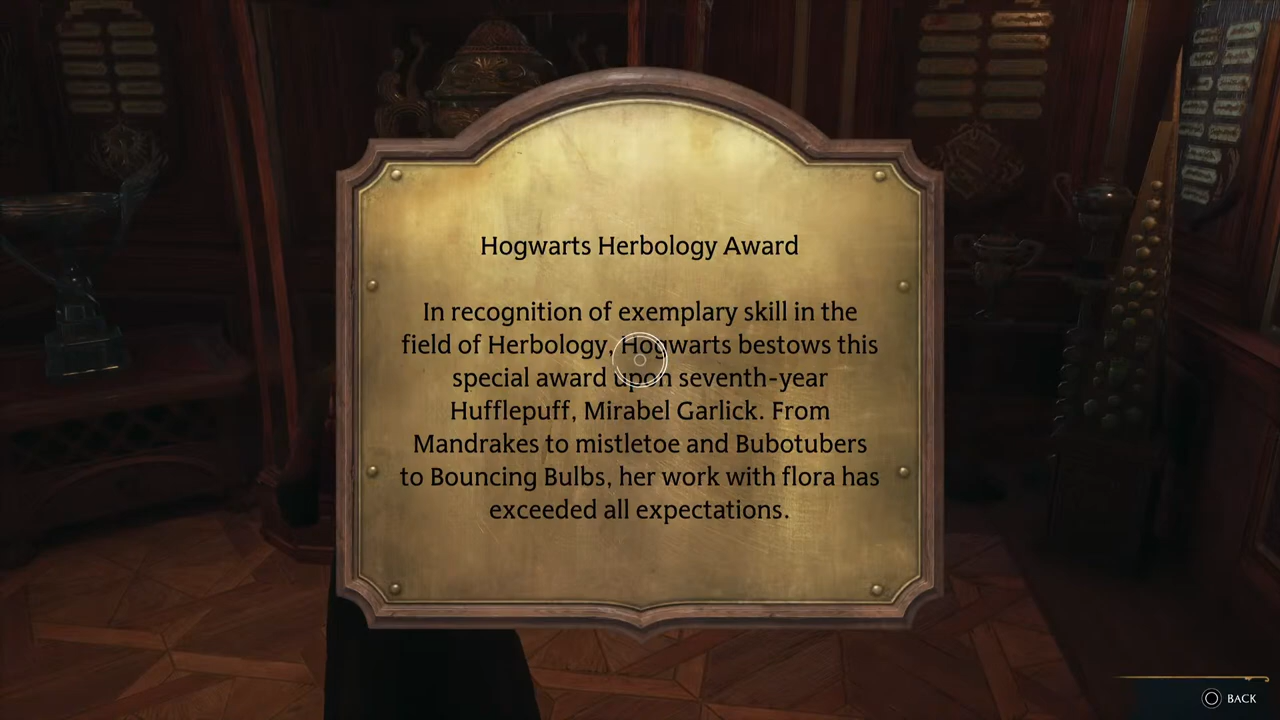 Hogwarts Herbology Award
In recognition of exemplary skill in the
field of Herbology, Hogwarts bestows this
special award upon seventh-year
Hufflepuff, Mirabel Garlick. From
Mandrakes to mistletoe and Bubotubers
to Bouncing Bulbs, her work with flora has
exceeded all expectations.
BACK